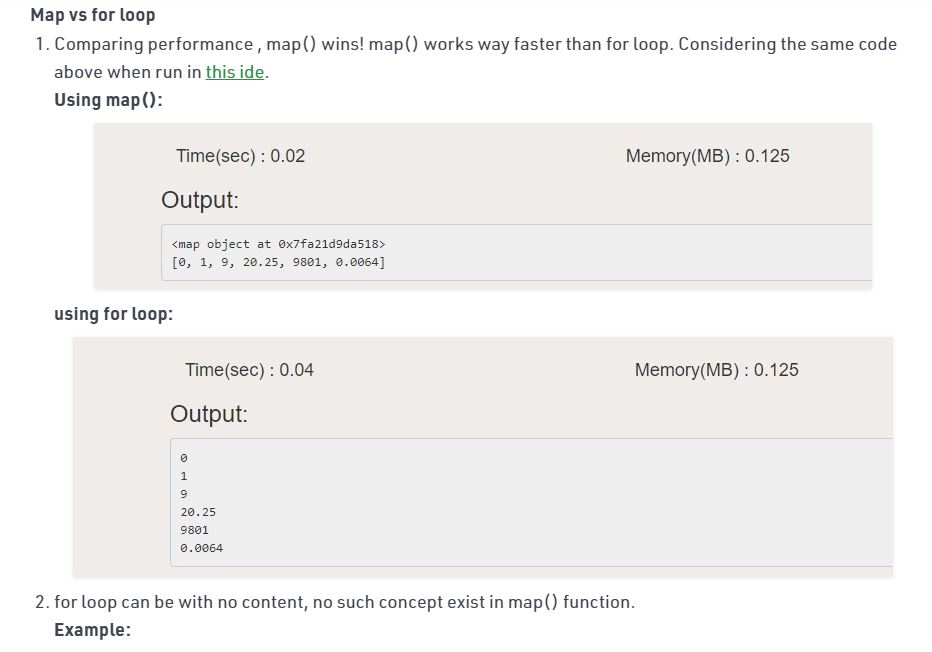 Map vs for loop
1. Comparing performance , map() wins! map() works way faster than for loop. Considering the same code
above when run in this ide.
Using map():
Time(sec) : 0.02 Memory(MB) : 0.125
Output:
<map object at 0x7fa21d9da518>
[0, 1, 9, 20.25, 9801, 0.0064]
using for loop:
Time(sec) : 0.04 Memory(MB) : 0.125
Output:
0
1
9
20.25
9801
0.0064
2. for loop can be with no content, no such concept exist in map() function.
Example: